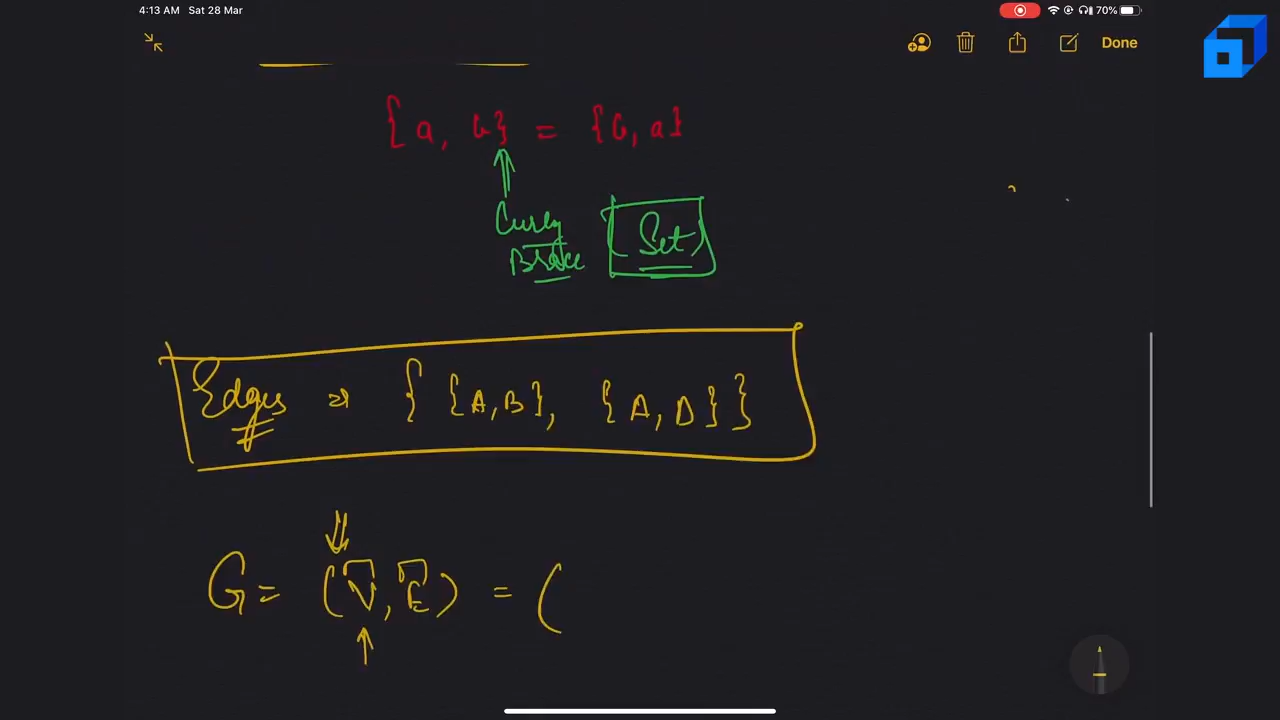 4:13 AM Sat 28 Mar
70%
Done
{a, b} = {b, a}
Curly
Brace (Set)
Edges ⇒ { {A, B}, {A, D} }
G = (V, E) = (